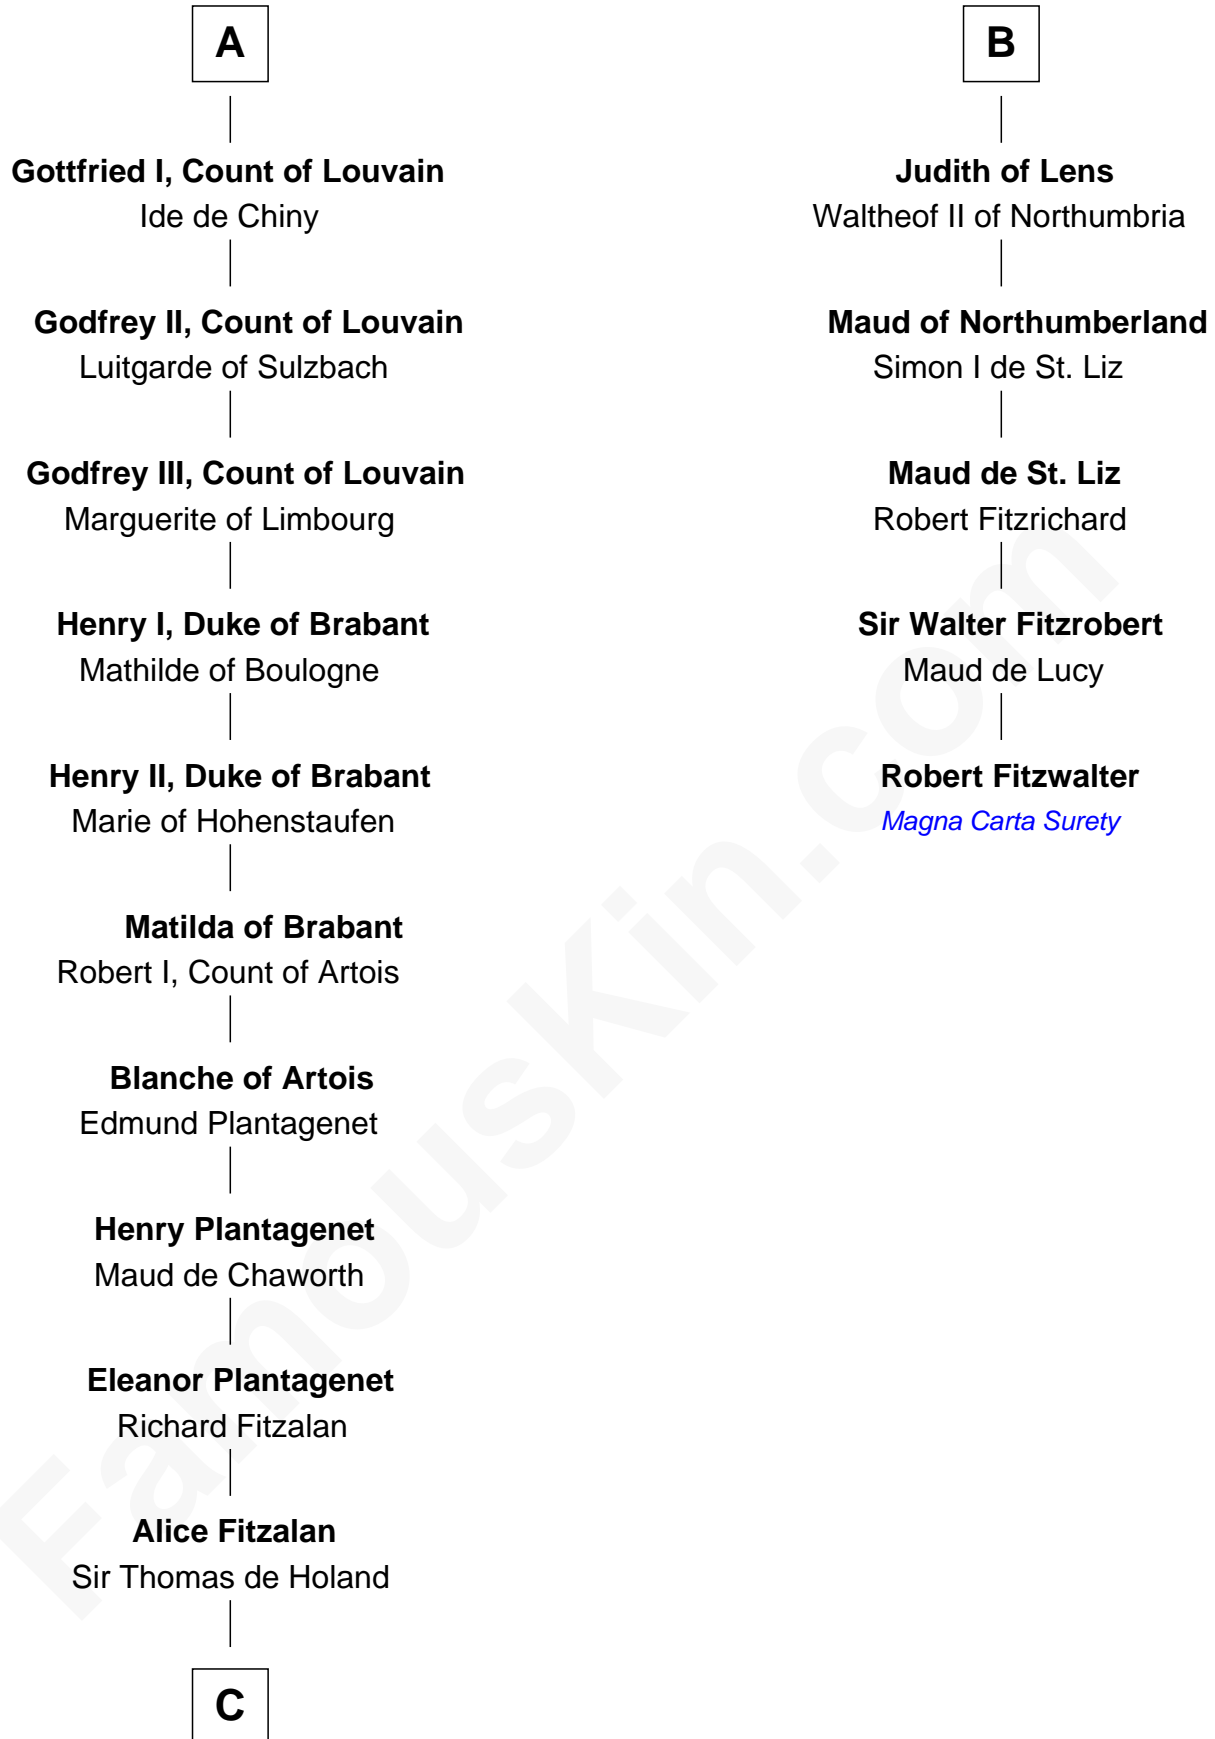 A
Gottfried I, Count of Louvain
Ide de Chiny
Godfrey II, Count of Louvain
Luitgarde of Sulzbach
Godfrey III, Count of Louvain
Marguerite of Limbourg
Henry I, Duke of Brabant
Mathilde of Boulogne
Henry II, Duke of Brabant
Marie of Hohenstaufen
Matilda of Brabant
Robert I, Count of Artois
Blanche of Artois
Edmund Plantagenet
Henry Plantagenet
Maud de Chaworth
Eleanor Plantagenet
Richard Fitzalan
Alice Fitzalan
Sir Thomas de Holand
C
B
Judith of Lens
Waltheof II of Northumbria
Maud of Northumberland
Simon I de St. Liz
Maud de St. Liz
Robert Fitzrichard
Sir Walter Fitzrobert
Maud de Lucy
Robert Fitzwalter
Magna Carta Surety
FamousKin.com